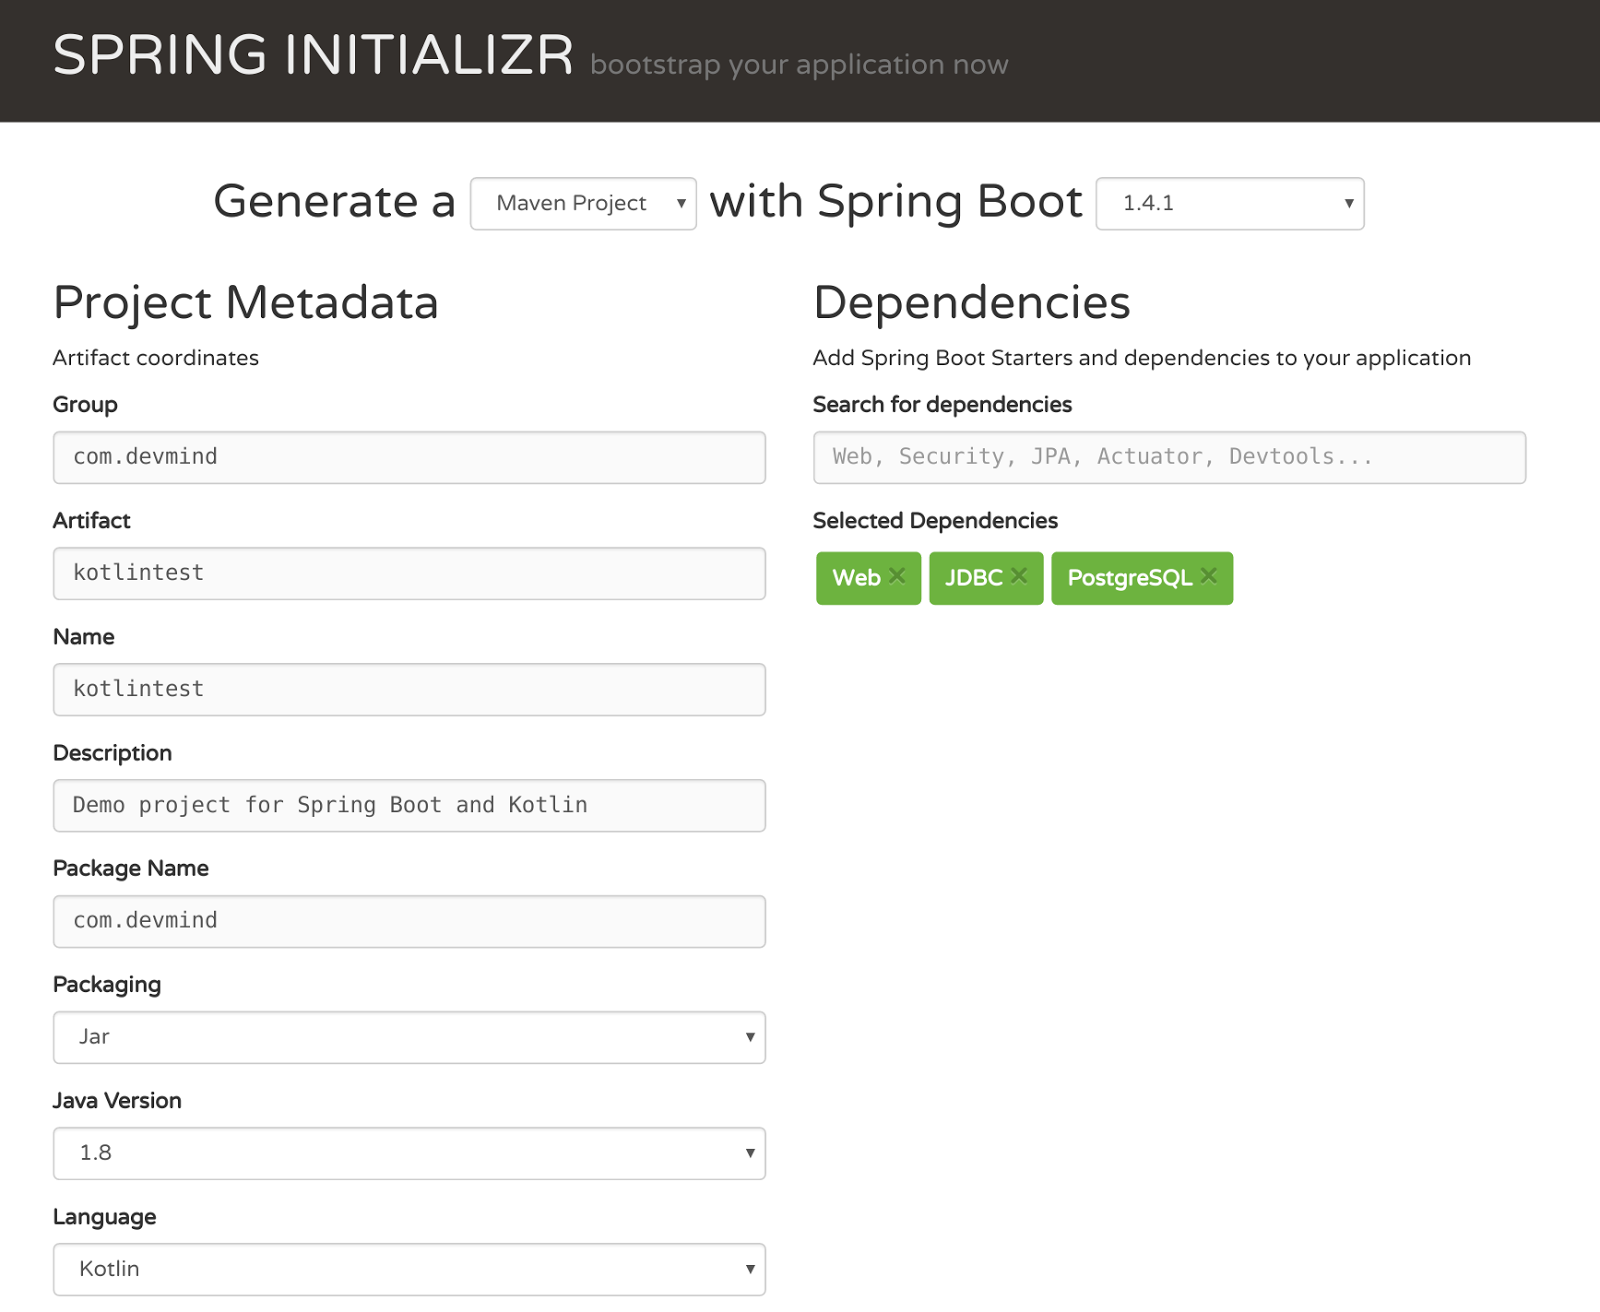 SPRING INITIALIZR bootstrap your application now
Generate a Maven Project with Spring Boot 1.4.1
Project Metadata
Artifact coordinates
Group
com.devmind
Artifact
kotlintest
Name
kotlintest
Description
Demo project for Spring Boot and Kotlin
Package Name
com.devmind
Packaging
Jar
Java Version
1.8
Language
Kotlin
Dependencies
Add Spring Boot Starters and dependencies to your application
Search for dependencies
Web, Security, JPA, Actuator, Devtools...
Selected Dependencies
Web JDBC PostgreSQL